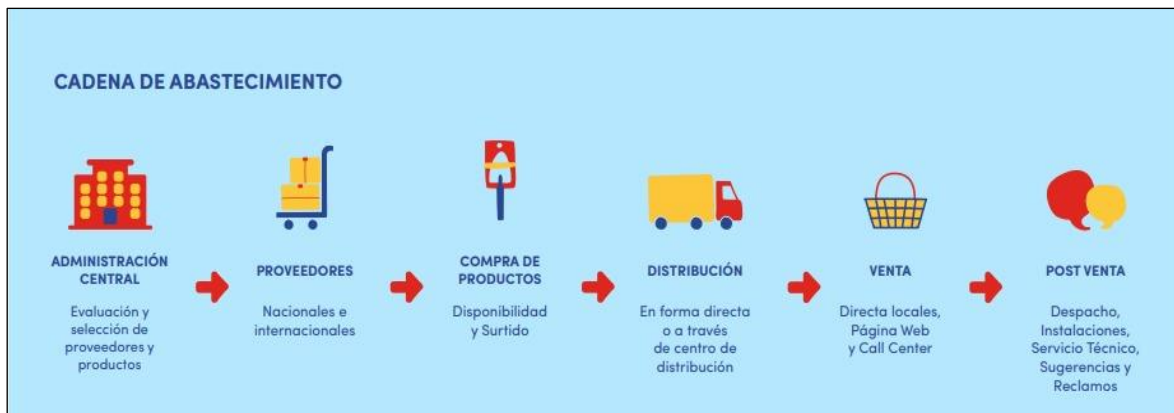 CADENA DE ABASTECIMIENTO
ADMINISTRACIÓN
CENTRAL
Evaluación y
selección de
proveedores y
productos
PROVEEDORES
Nacionales e
internacionales
COMPRA DE
PRODUCTOS
Disponibilidad
y Surtido
DISTRIBUCIÓN
En forma directa
o a través
de centro de
distribución
VENTA
Directa locales,
Página Web
y Call Center
POST VENTA
Despacho,
Instalaciones,
Servicio Técnico,
Sugerencias y
Reclamos